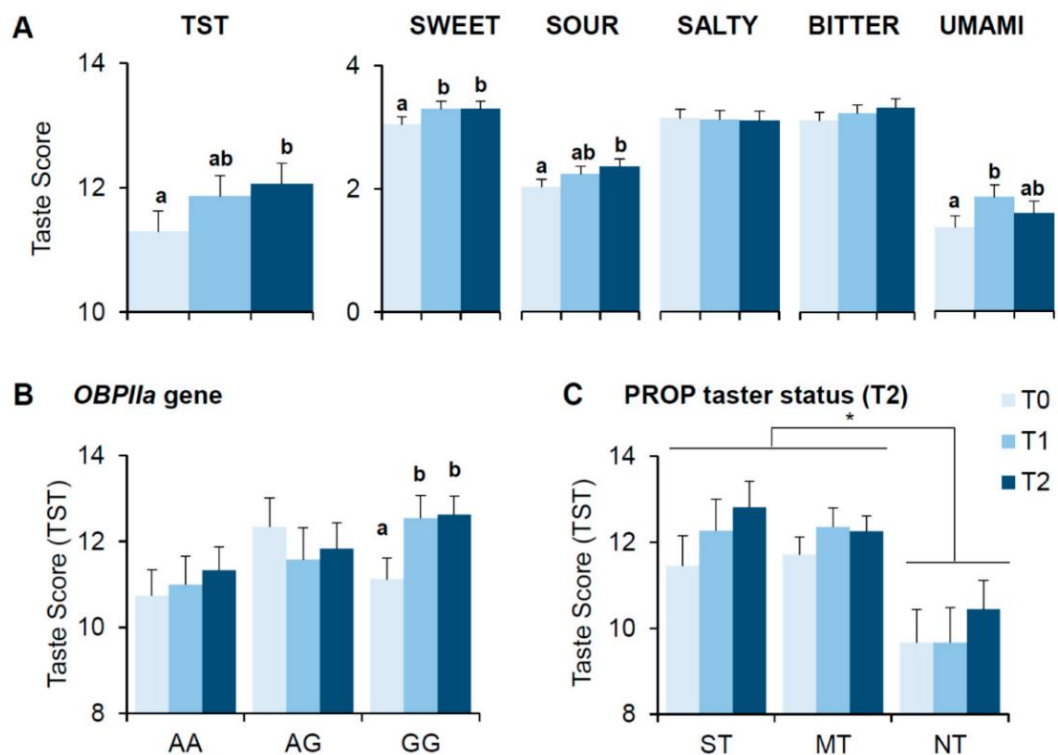 A
TST SWEET SOUR SALTY BITTER UMAMI
Taste Score
14
12
10
a ab b
4
2
0
a b b
a ab b
a b ab
B OBPIIa gene
Taste Score (TST)
14
12
10
8
a b b
AA AG GG
C PROP taster status (T2)
*
Taste Score (TST)
14
12
10
8
ST MT NT
T0
T1
T2